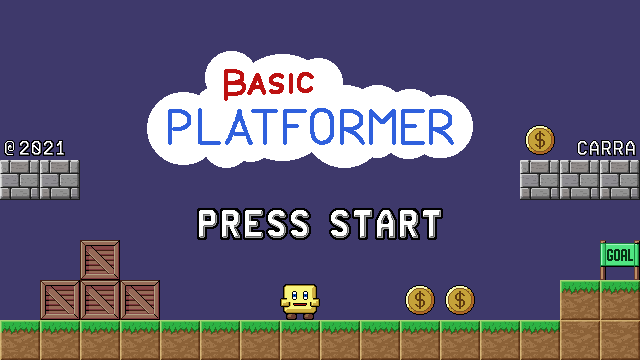 BASIC
PLATFORMER
@2021
CARRA
PRESS START
GOAL
$
$
$